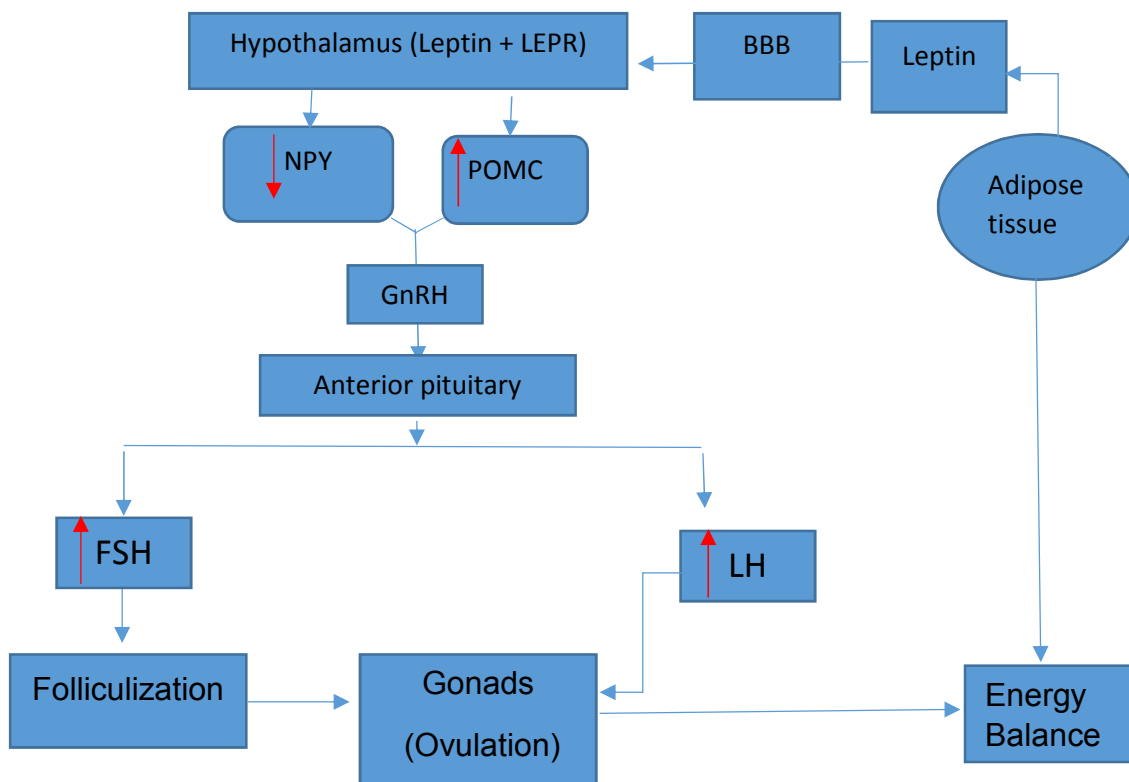 Hypothalamus (Leptin + LEPR)
BBB
Leptin
NPY
POMC
Adipose
tissue
GnRH
Anterior pituitary
FSH
LH
Folliculization
Gonads
(Ovulation)
Energy
Balance